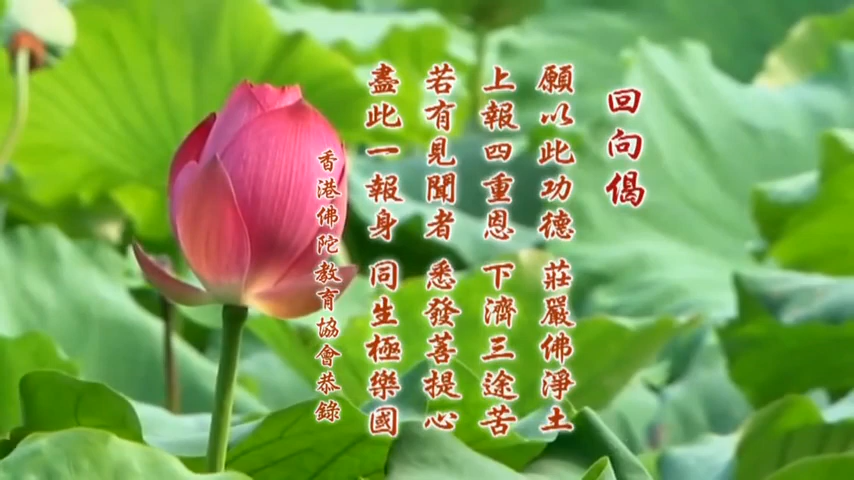 回向偈
願以此功德 莊嚴佛淨土
上報四重恩 下濟三途苦
若有見聞者 悉發菩提心
盡此一報身 同生極樂國
香港佛陀教育協會恭錄